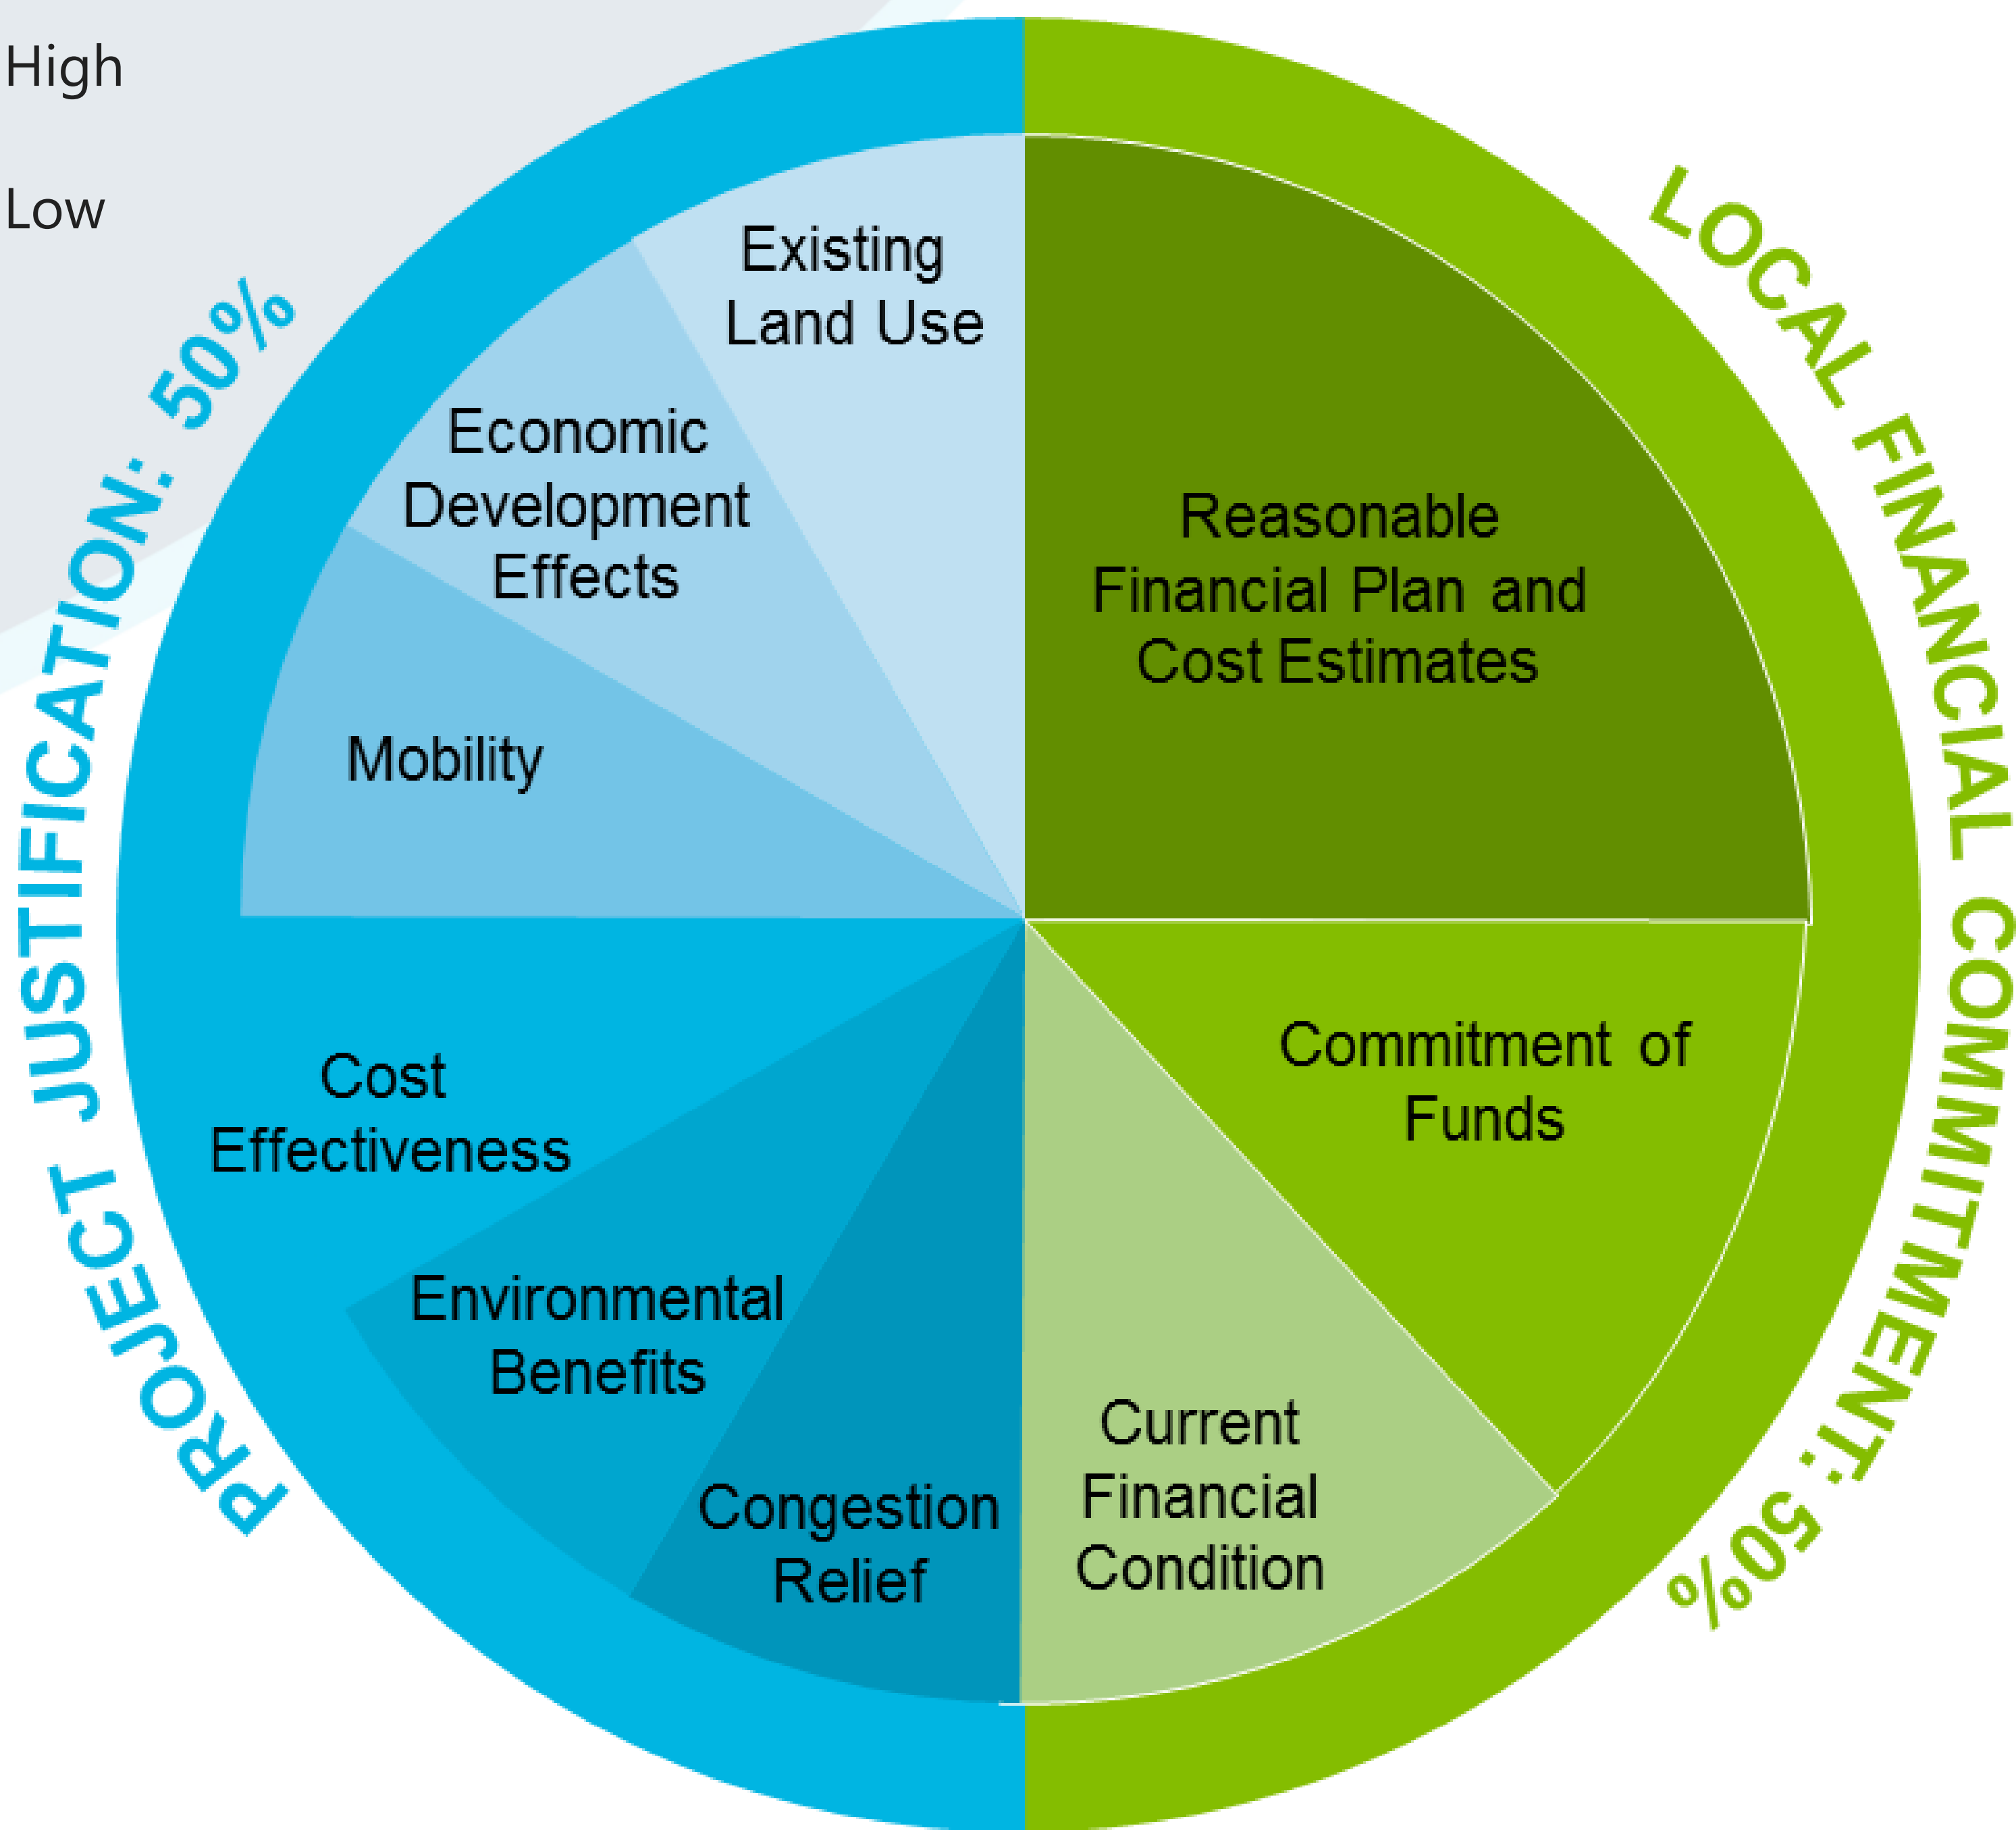 High
Low
PROJECT JUSTIFICATION: 50%
LOCAL FINANCIAL COMMITMENT: 50%
Existing
Land Use
Economic
Development
Effects
Mobility
Cost
Effectiveness
Environmental
Benefits
Congestion
Relief
Reasonable
Financial Plan and
Cost Estimates
Commitment of
Funds
Current
Financial
Condition